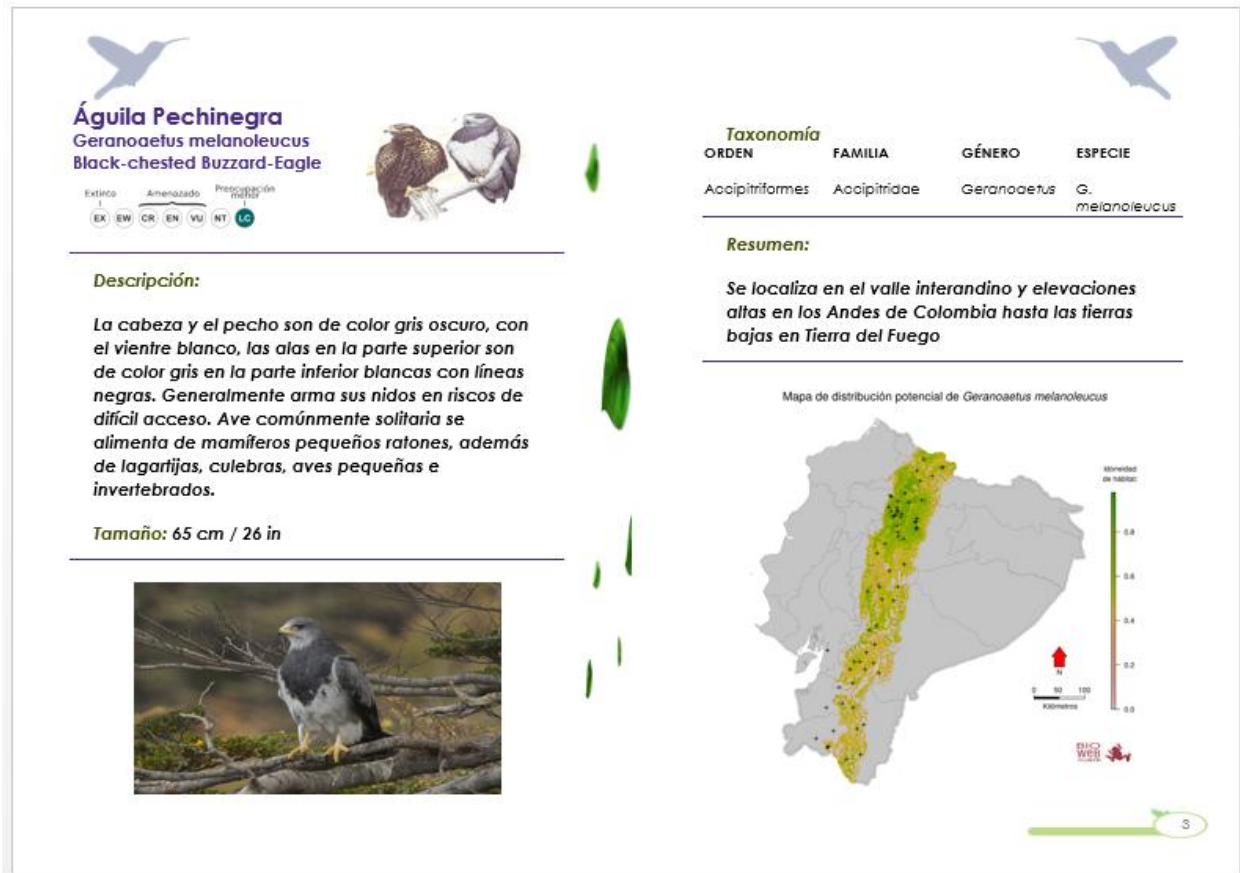 Águila Pechinegra
Geranoaetus melanoleucus
Black-chested Buzzard-Eagle
Extinto
Amenazado
Preocupación
menor
EX EW CR EN VU NT LC
Descripción:
La cabeza y el pecho son de color gris oscuro, con
el vientre blanco, las alas en la parte superior son
de color gris en la parte inferior blancas con líneas
negras. Generalmente arma sus nidos en riscos de
difícil acceso. Ave comúnmente solitaria se
alimenta de mamíferos pequeños ratones, además
de lagartijas, culebras, aves pequeñas e
invertebrados.
Tamaño: 65 cm / 26 in
Taxonomía
ORDEN FAMILIA GÉNERO ESPECIE
Accipitriformes Accipitridae Geranoaetus G.
melanoleucus
Resumen:
Se localiza en el valle interandino y elevaciones
altas en los Andes de Colombia hasta las tierras
bajas en Tierra del Fuego
Mapa de distribución potencial de Geranoaetus melanoleucus
Idoneidad
de hábitat
0.8
0.6
0.4
0.2
0.0
N
0 50 100
Kilómetros
BIO
WEB
3